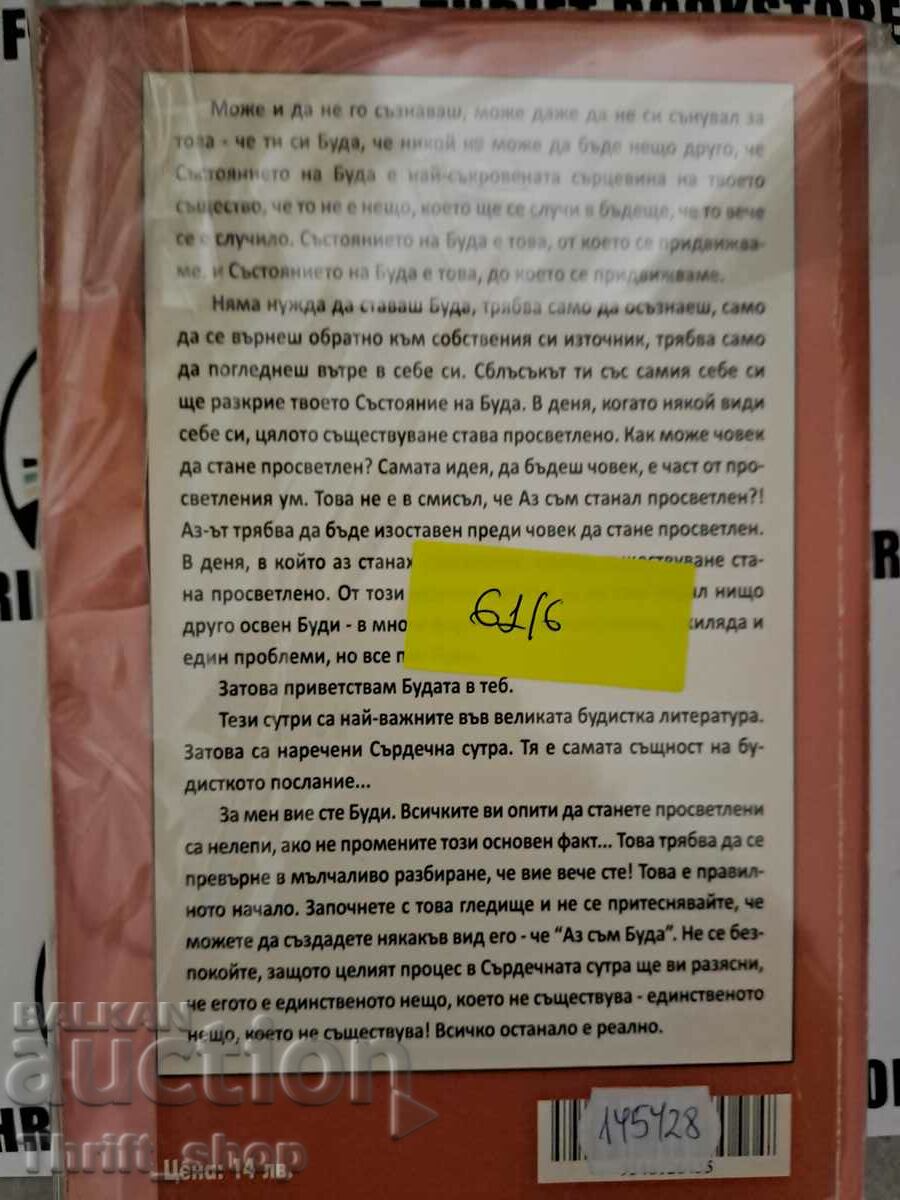 THRIFT BOOKSTORE
Може и да не го съзнаваш, може даже да не си сънувал за
това - че ти си Буда, че никой не може да бъде нещо друго, че
Състоянието на Буда е най-съкровената сърцевина на твоето
същество, че то не е нещо, което ще се случи в бъдеще, че то вече
се е случило. Състоянието на Буда е това, от което се придвижва-
ме, и Състоянието на Буда е това, до което се придвижваме.
Няма нужда да ставаш Буда, трябва само да осъзнаеш, само
да се върнеш обратно към собствения си източник, трябва само
да погледнеш вътре в себе си. Сблъсъкът ти със самия себе си
ще разкрие твоето Състояние на Буда. В деня, когато някой види
себе си, цялото съществуване става просветлено. Как може човек
да стане просветлен? Самата идея, да бъдеш човек, е част от про-
светления ум. Това не е в смисъл, че Аз съм станал просветлен?!
Аз-ът трябва да бъде изоставен преди човек да стане просветлен.
В деня, в който аз станах ста-
на просветлено. От този нищо
друго освен Буди - в мно хиляда и
един проблеми, но все
61/6
Затова приветствам Будата в теб.
Тези сутри са най-важните във великата будистка литература.
Затова са наречени Сърдечна сутра. Тя е самата същност на бу-
дисткото послание...
За мен вие сте Буди. Всичките ви опити да станете просветлени
са нелепи, ако не промените този основен факт... Това трябва да се
превърне в мълчаливо разбиране, че вие вече сте! Това е правил-
ното начало. Започнете с това гледище и не се притеснявайте, че
можете да създадете някакъв вид его - че “Аз съм Буда”. Не се без-
покойте, защото целият процес в Сърдечната сутра ще ви разясни,
че егото е единственото нещо, което не съществува - единственото
нещо, което не съществува! Всичко останало е реално.
BALKAN
auction
Thrift shop
Цена: 14 лв.
145428